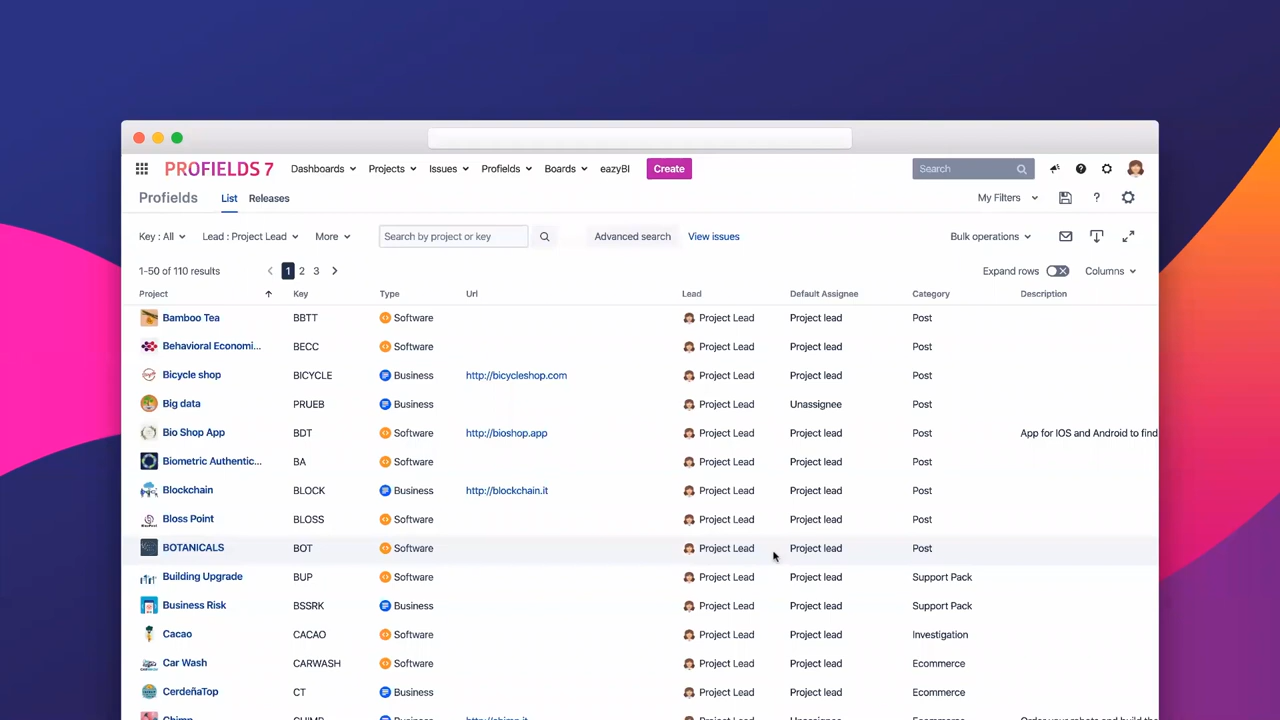 PROFIELDS 7 Dashboards Projects Issues Profields Boards eazyBI Create Search
Profields List Releases My Filters
Key : All Lead : Project Lead More Search by project or key Advanced search View issues Bulk operations
1-50 of 110 results 1 2 3 Expand rows Columns
Project Key Type Url Lead Default Assignee Category Description
Bamboo Tea BBTT Software Project Lead Project lead Post
Behavioral Economi... BECC Software Project Lead Project lead Post
Bicycle shop BICYCLE Business http://bicycleshop.com Project Lead Project lead Post
Big data PRUEB Business Project Lead Unassignee Post
Bio Shop App BDT Software http://bioshop.app Project Lead Project lead Post App for IOS and Android to find
Biometric Authentic... BA Software Project Lead Project lead Post
Blockchain BLOCK Business http://blockchain.it Project Lead Project lead Post
Bloss Point BLOSS Software Project Lead Project lead Post
BOTANICALS BOT Software Project Lead Project lead Post
Building Upgrade BUP Software Project Lead Project lead Support Pack
Business Risk BSSRK Business Project Lead Project lead Support Pack
Cacao CACAO Software Project Lead Project lead Investigation
Car Wash CARWASH Software Project Lead Project lead Ecommerce
CerdeñaTop CT Business Project Lead Project lead Ecommerce